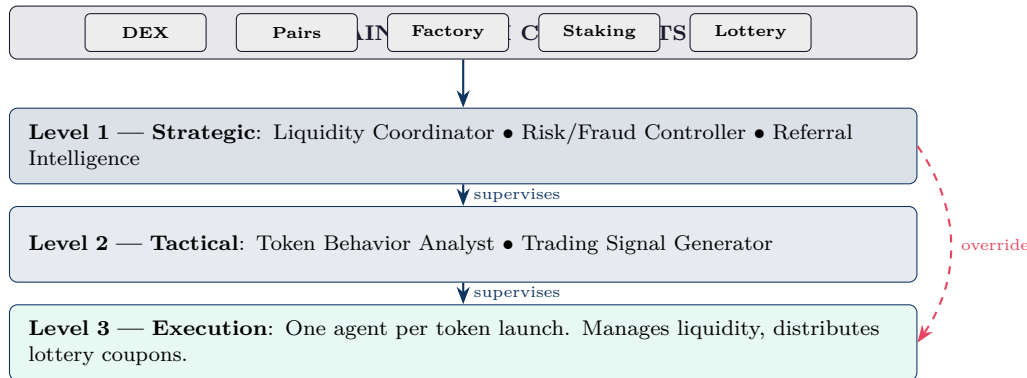 DEX Pairs Factory Staking Lottery
Level 1 — Strategic: Liquidity Coordinator • Risk/Fraud Controller • Referral
Intelligence
supervises
Level 2 — Tactical: Token Behavior Analyst • Trading Signal Generator
override
supervises
Level 3 — Execution: One agent per token launch. Manages liquidity, distributes
lottery coupons.